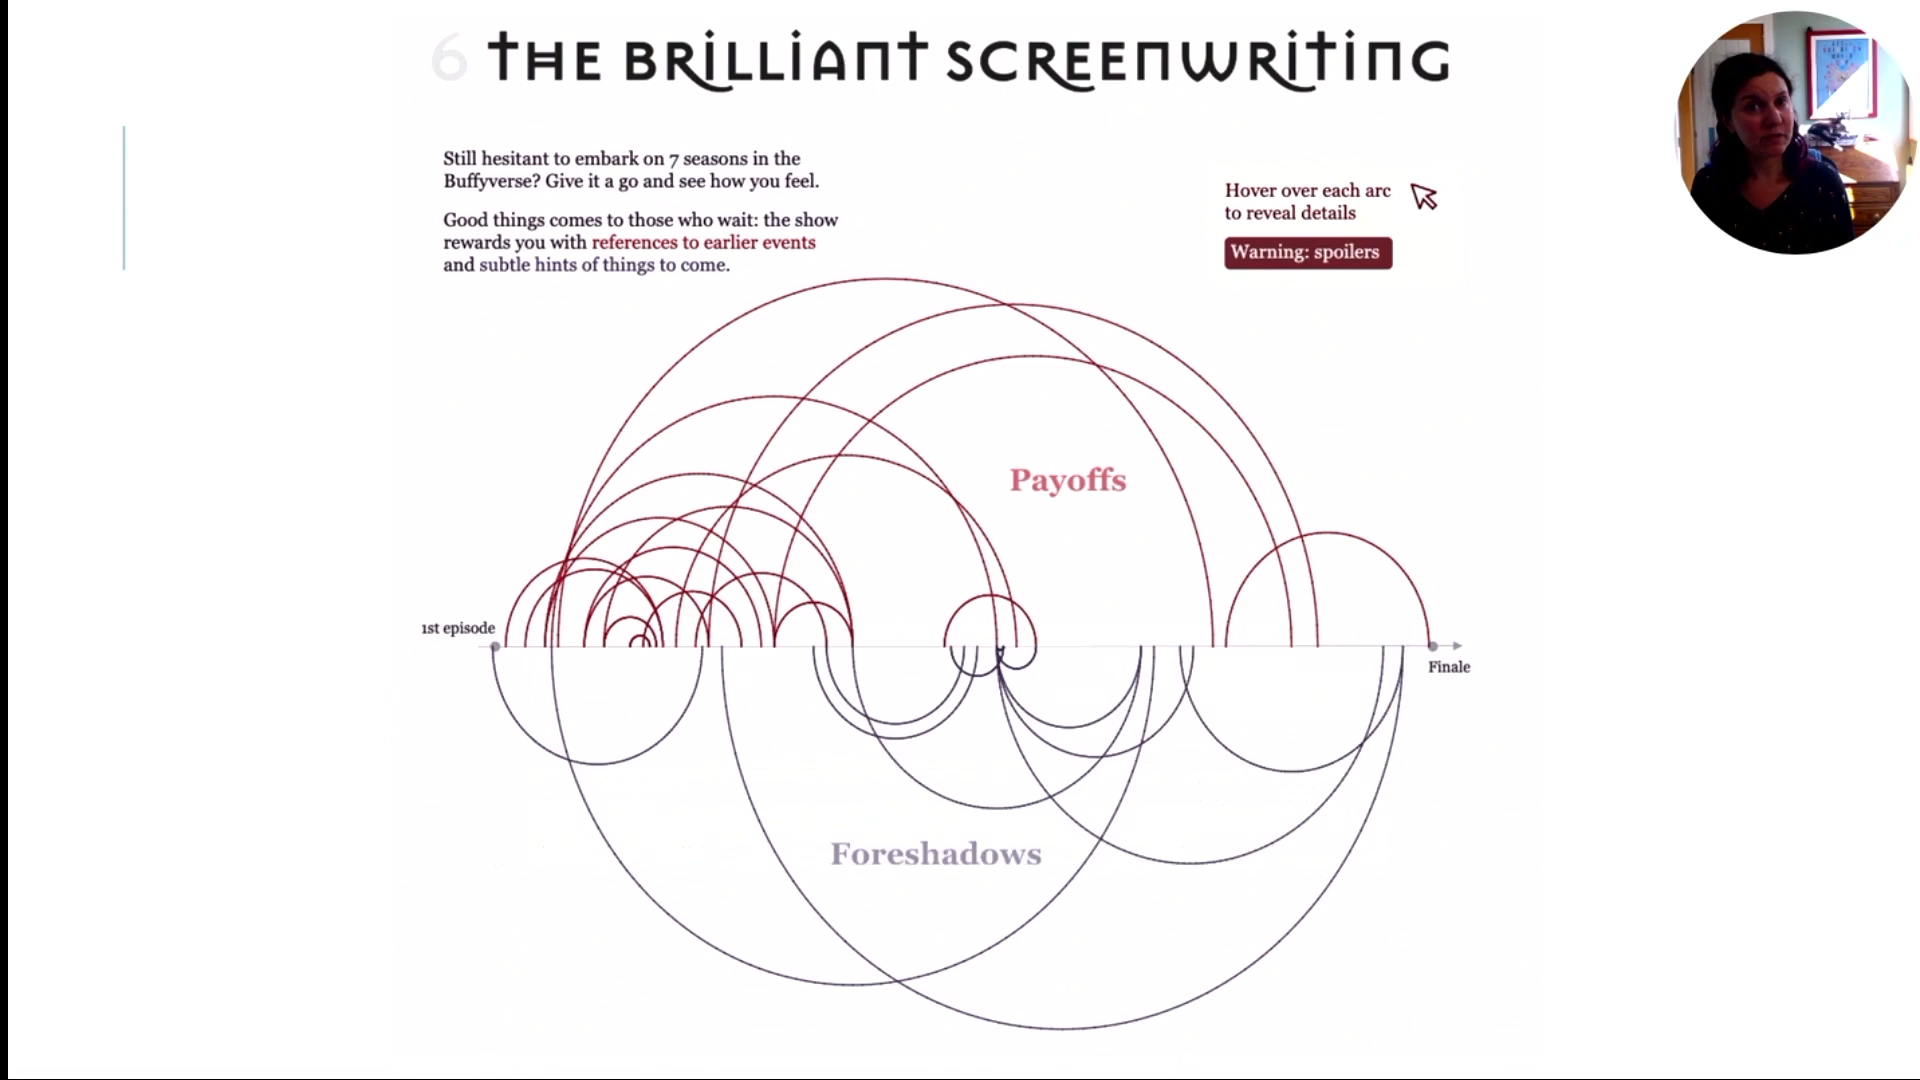 6 THE BRILLIANT SCREENWRITING
Still hesitant to embark on 7 seasons in the
Buffyverse? Give it a go and see how you feel.
Good things comes to those who wait: the show
rewards you with references to earlier events
and subtle hints of things to come.
Hover over each arc
to reveal details
Warning: spoilers
Payoffs
1st episode
Finale
Foreshadows